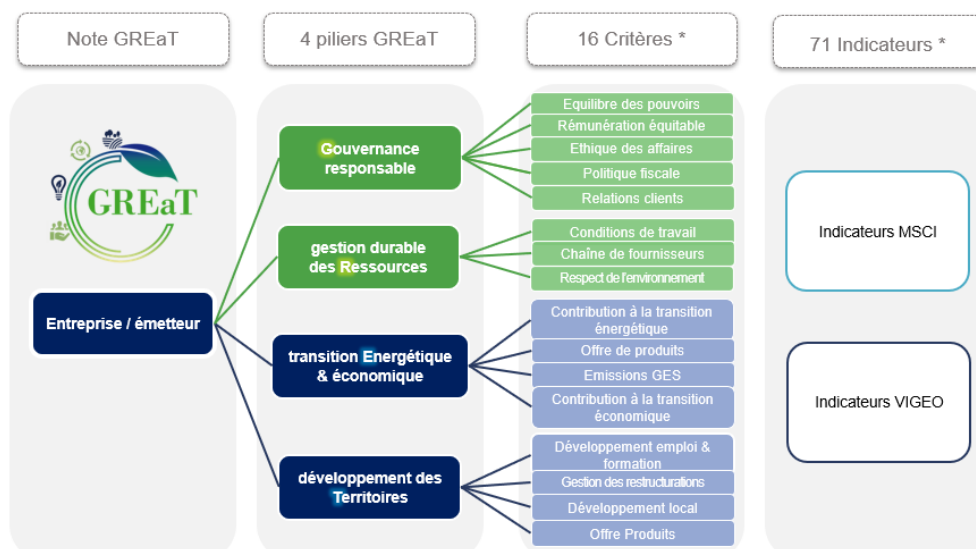 Note GREaT
4 piliers GREaT
16 Critères *
71 Indicateurs *
GREaT
Entreprise / émetteur
Gouvernance
responsable
gestion durable
des Ressources
transition Energétique
& économique
développement des
Territoires
Equilibre des pouvoirs
Rémunération équitable
Ethique des affaires
Politique fiscale
Relations clients
Conditions de travail
Chaîne de fournisseurs
Respect de l'environnement
Contribution à la transition
énergétique
Offre de produits
Emissions GES
Contribution à la transition
économique
Développement emploi &
formation
Gestion des restructurations
Développement local
Offre Produits
Indicateurs MSCI
Indicateurs VIGEO